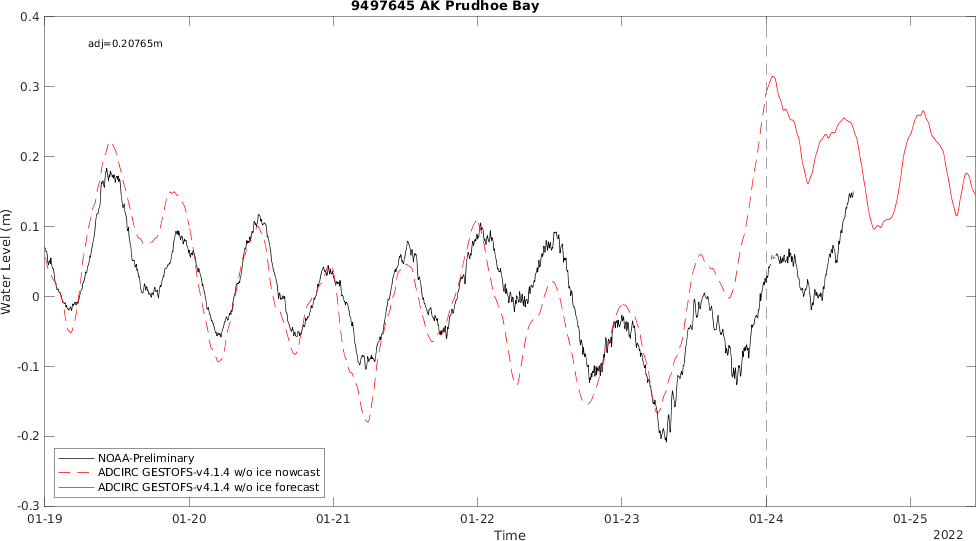 9497645 AK Prudhoe Bay
adj=0.20765m
0.4
0.3
0.2
0.1
0
-0.1
-0.2
-0.3
Water Level (m)
NOAA-Preliminary
ADCIRC GESTOFS-v4.1.4 w/o ice nowcast
ADCIRC GESTOFS-v4.1.4 w/o ice forecast
01-19 01-20 01-21 01-22 01-23 01-24 01-25
Time
2022